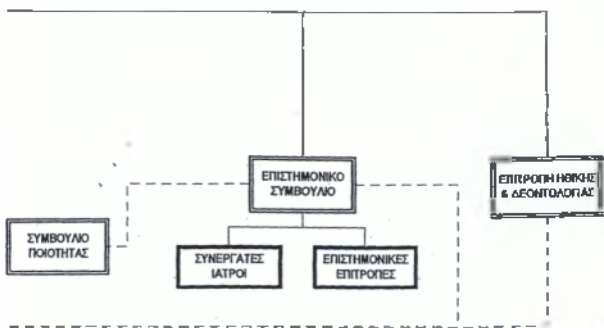 ΕΠΙΣΤΗΜΟΝΙΚΟ
ΣΥΜΒΟΥΛΙΟ
ΕΠΙΤΡΟΠΗ ΗΘΙΚΗΣ
& ΔΕΟΝΤΟΛΟΓΙΑΣ
ΣΥΜΒΟΥΛΙΟ
ΠΟΙΟΤΗΤΑΣ
ΣΥΝΕΡΓΑΤΕΣ
ΙΑΤΡΟΙ
ΕΠΙΣΤΗΜΟΝΙΚΕΣ
ΕΠΙΤΡΟΠΕΣ